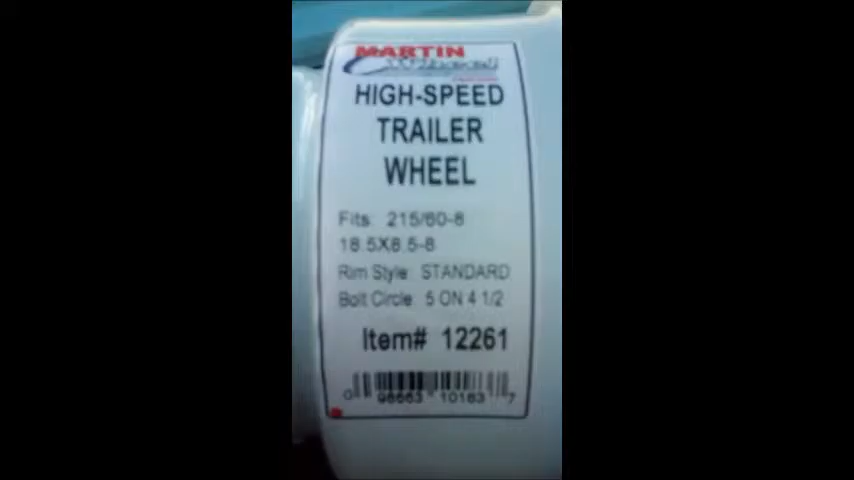 MARTIN
Wheel
HIGH-SPEED
TRAILER
WHEEL
Fits: 215/60-8
18.5X8.5-8
Rim Style: STANDARD
Bolt Circle: 5 ON 4 1/2
Item# 12261